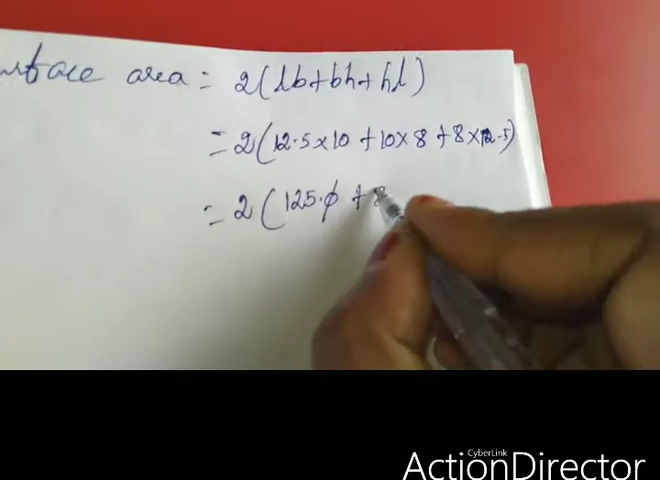 area = 2(lb+bh+hl)
= 2(12.5×10 +10×8 +8×12.5)
= 2(125.0 + 8
CyberLink
ActionDirector